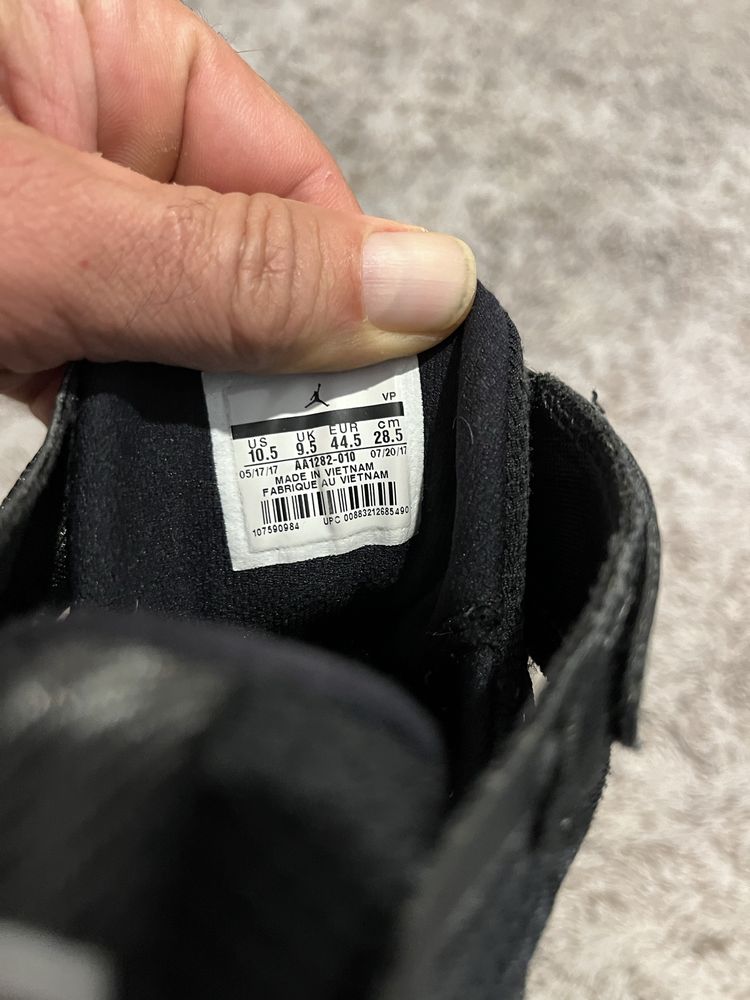 VP
US UK EUR cm
10.5 9.5 44.5 28.5
05/17/17 AA1282-010 07/20/17
MADE IN VIETNAM
FABRIQUE AU VIETNAM
107590984 UPC 00883212685490